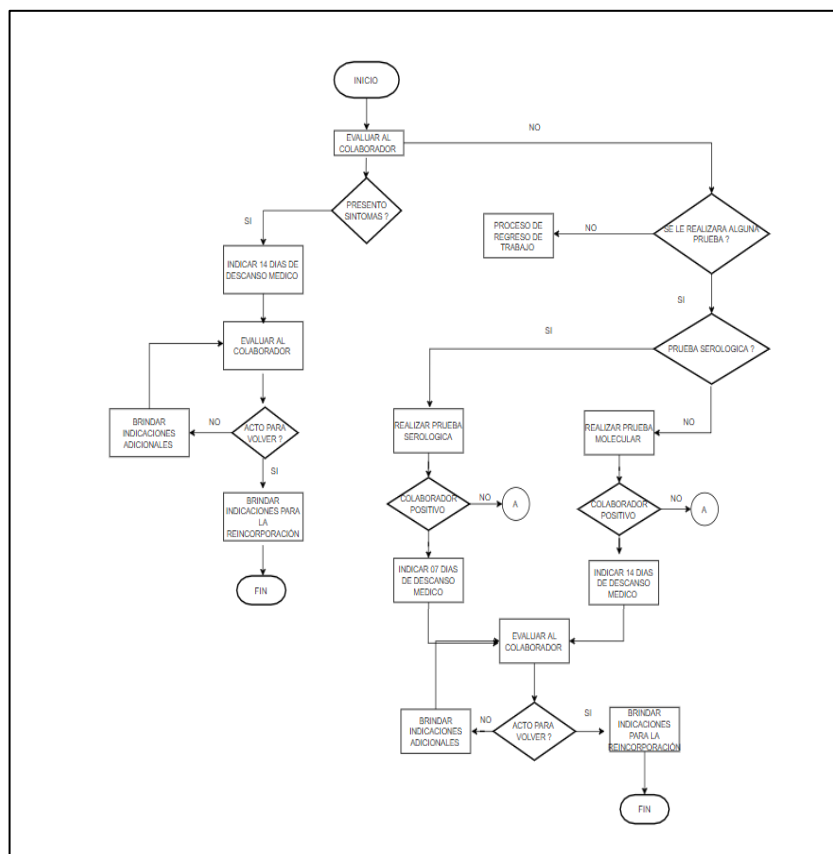 INICIO
EVALUAR AL
COLABORADOR
NO
PRESENTO
SINTOMAS ?
SI
SE LE REALIZARA ALGUNA
PRUEBA ?
NO
PROCESO DE
REGRESO DE
TRABAJO
INDICAR 14 DIAS DE
DESCANSO MEDICO
SI
EVALUAR AL
COLABORADOR
SI
PRUEBA SEROLOGICA ?
BRINDAR
INDICACIONES
ADICIONALES
NO
ACTO PARA
VOLVER ?
REALIZAR PRUEBA
SEROLOGICA
REALIZAR PRUEBA
MOLECULAR
NO
SI
BRINDAR
INDICACIONES PARA
LA
REINCORPORACIÓN
COLABORADOR
POSITIVO
NO
A
COLABORADOR
POSITIVO
NO
A
FIN
INDICAR 07 DIAS
DE DESCANSO
MEDICO
INDICAR 14 DIAS
DE DESCANSO
MEDICO
EVALUAR AL
COLABORADOR
BRINDAR
INDICACIONES
ADICIONALES
NO
ACTO PARA
VOLVER ?
SI
BRINDAR
INDICACIONES
PARA LA
REINCORPORACIÓN
FIN